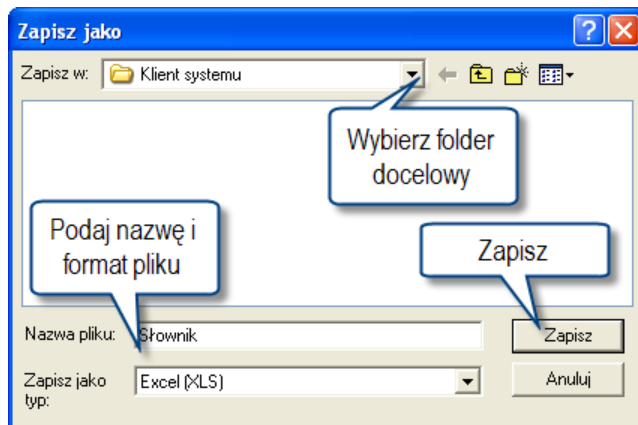 Zapisz jako
Zapisz w: Klient systemu
Wybierz folder
docelowy
Podaj nazwę i
format pliku
Zapisz
Nazwa pliku: Słownik Zapisz
Zapisz jako
typ: Excel (XLS) Anuluj